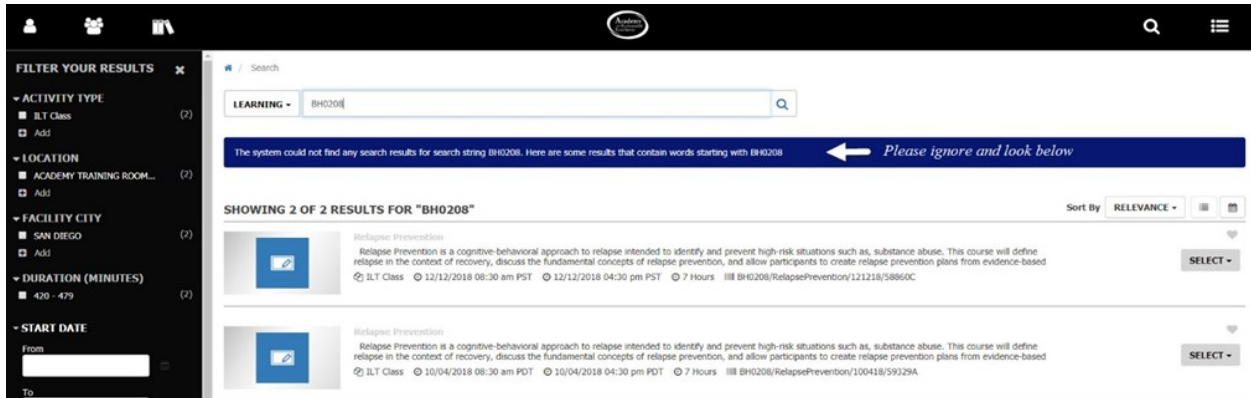 Academy
FILTER YOUR RESULTS
ACTIVITY TYPE
ILT Class (2)
Add
LOCATION
ACADEMY TRAINING ROOM... (2)
Add
FACILITY CITY
SAN DIEGO (2)
Add
DURATION (MINUTES)
420 - 479 (2)
START DATE
From
To
/ Search
LEARNING BH0208
The system could not find any search results for search string BH0208. Here are some results that contain words starting with BH0208
Please ignore and look below
SHOWING 2 OF 2 RESULTS FOR "BH0208" Sort By RELEVANCE
Relapse Prevention
Relapse Prevention is a cognitive-behavioral approach to relapse intended to identify and prevent high-risk situations such as, substance abuse. This course will define
relapse in the context of recovery, discuss the fundamental concepts of relapse prevention, and allow participants to create relapse prevention plans from evidence-based
SELECT
ILT Class 12/12/2018 08:30 am PST 12/12/2018 04:30 pm PST 7 Hours BH0208/RelapsePrevention/121218/58860C
Relapse Prevention
Relapse Prevention is a cognitive-behavioral approach to relapse intended to identify and prevent high-risk situations such as, substance abuse. This course will define
relapse in the context of recovery, discuss the fundamental concepts of relapse prevention, and allow participants to create relapse prevention plans from evidence-based
SELECT
ILT Class 10/04/2018 08:30 am PDT 10/04/2018 04:30 pm PDT 7 Hours BH0208/RelapsePrevention/100418/59329A